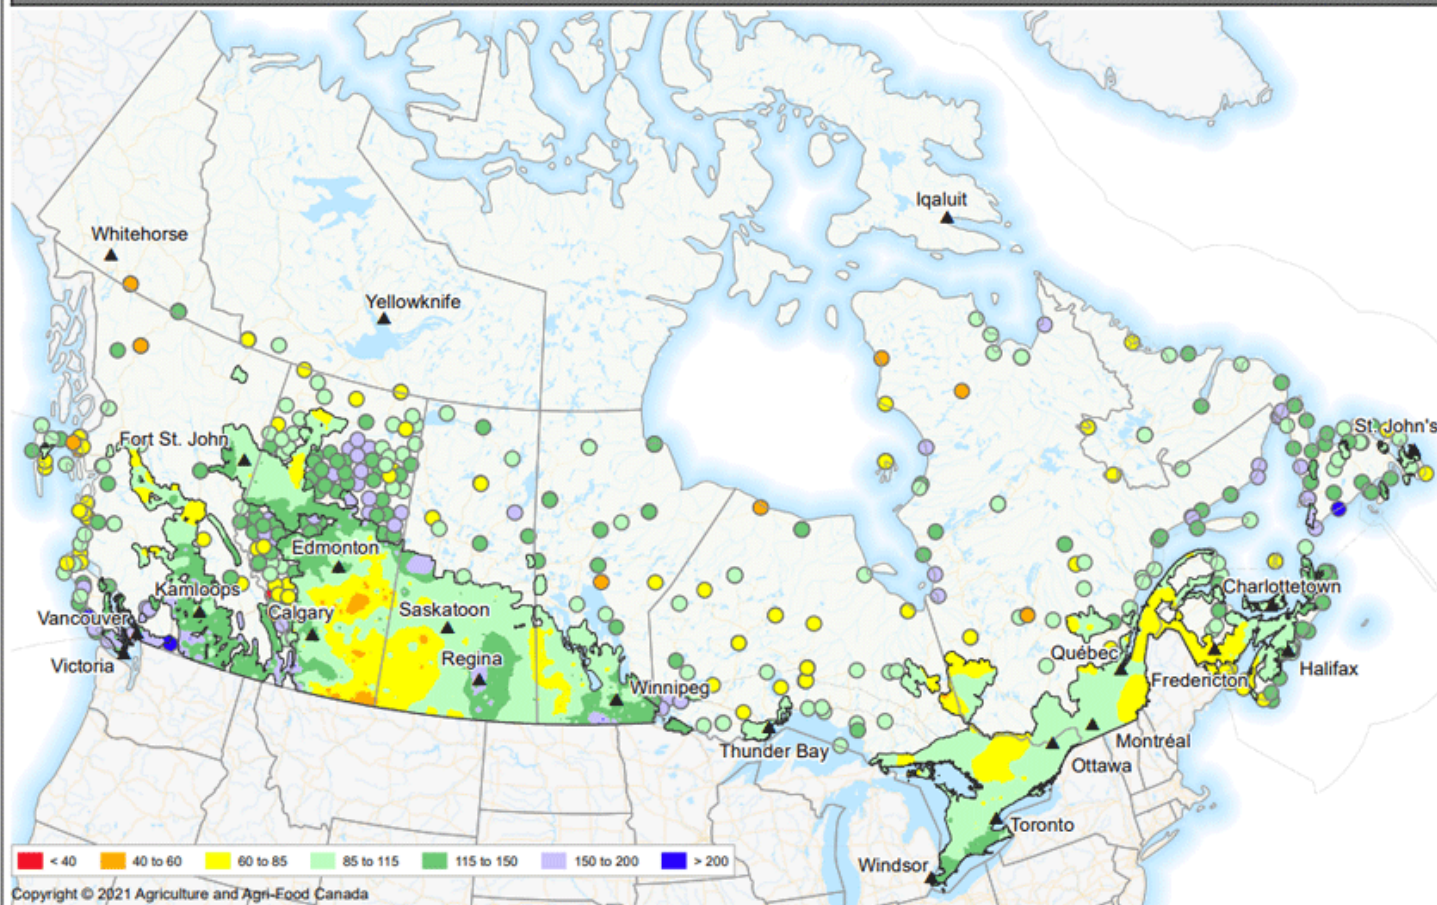 Iqaluit
Whitehorse
Yellowknife
St. John's
Fort St. John
Edmonton
Kamloops
Charlottetown
Calgary
Saskatoon
Vancouver
Québec
Regina
Victoria
Halifax
Fredericton
Winnipeg
Montréal
Thunder Bay
Ottawa
Toronto
Windsor
< 40 40 to 60 60 to 85 85 to 115 115 to 150 150 to 200 > 200
Copyright © 2021 Agriculture and Agri-Food Canada